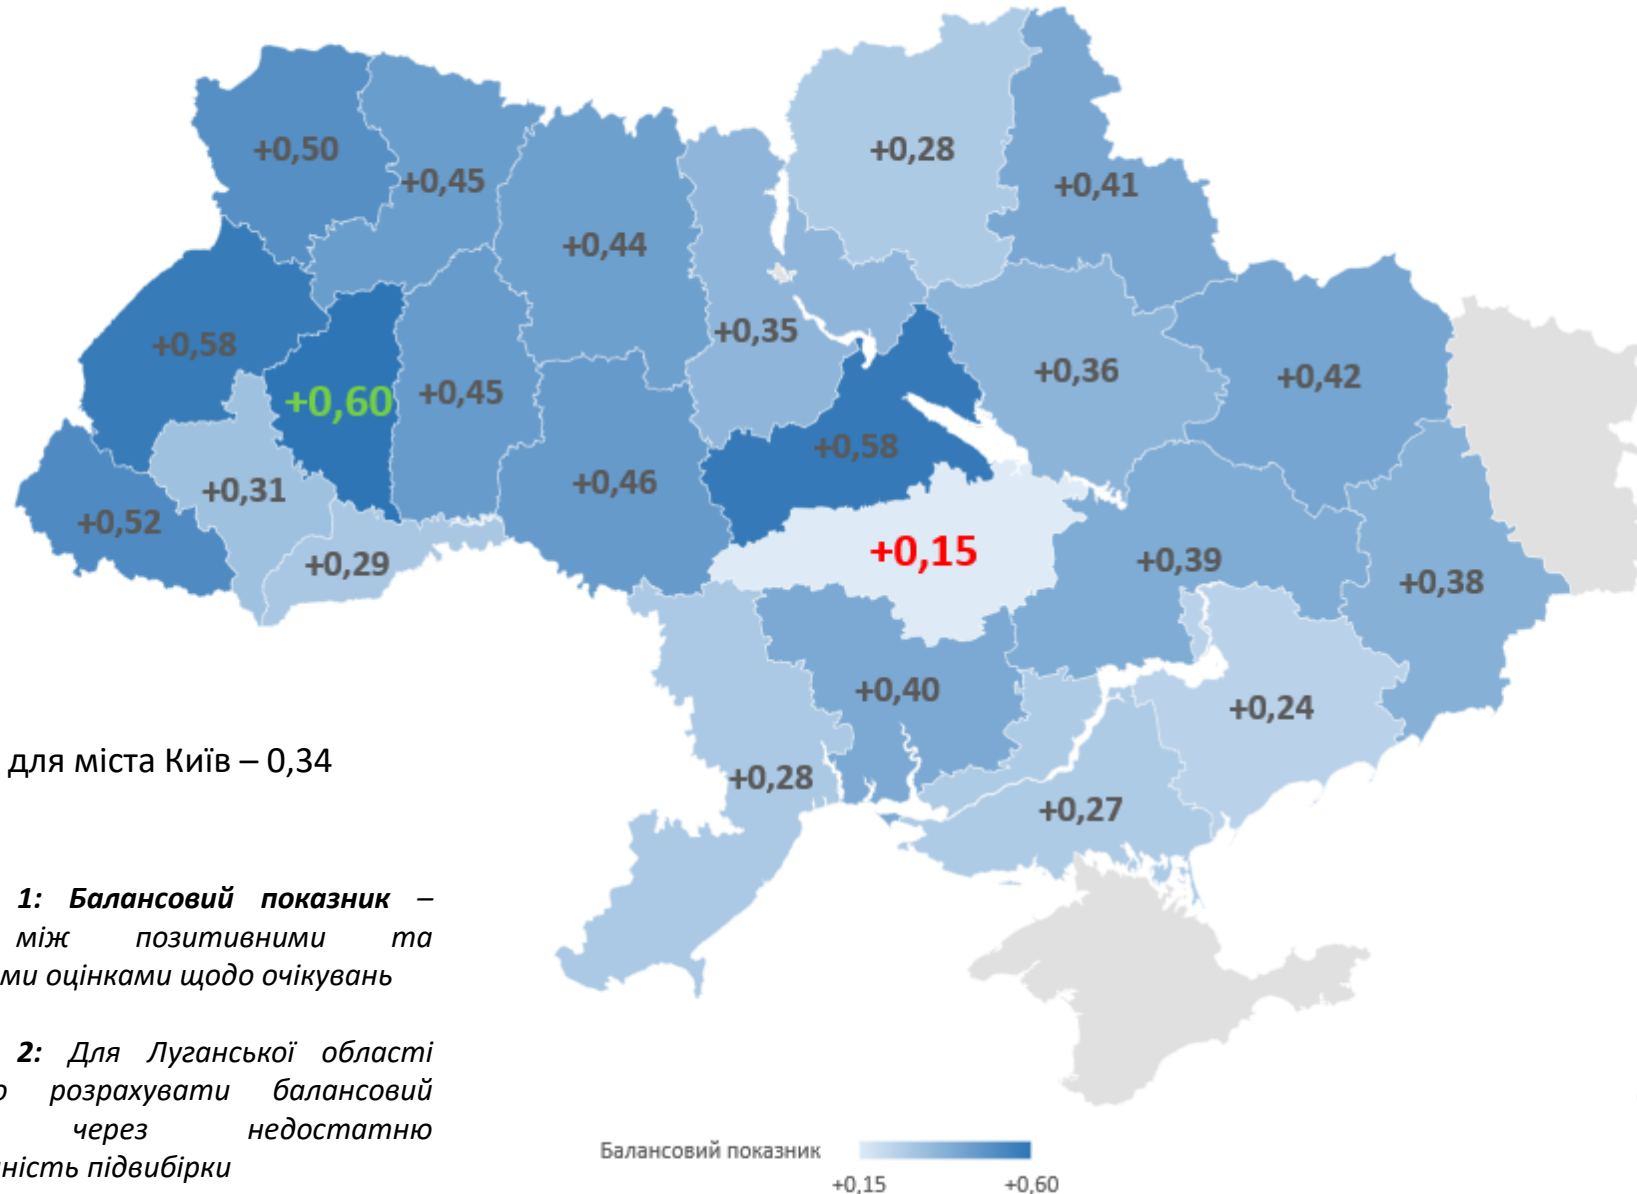 +0,50
+0,45
+0,28
+0,41
+0,44
+0,58
+0,35
+0,36
+0,42
+0,60
+0,45
+0,58
+0,31
+0,46
+0,52
+0,29
+0,15
+0,39
+0,38
+0,40
+0,24
для міста Київ – 0,34
+0,28
+0,27
1: Балансовий показник –
між позитивними та
ми оцінками щодо очікувань
2: Для Луганської області
о розрахувати балансовий
через недостатню
ність підвибірки
Балансовий показник
+0,15 +0,60